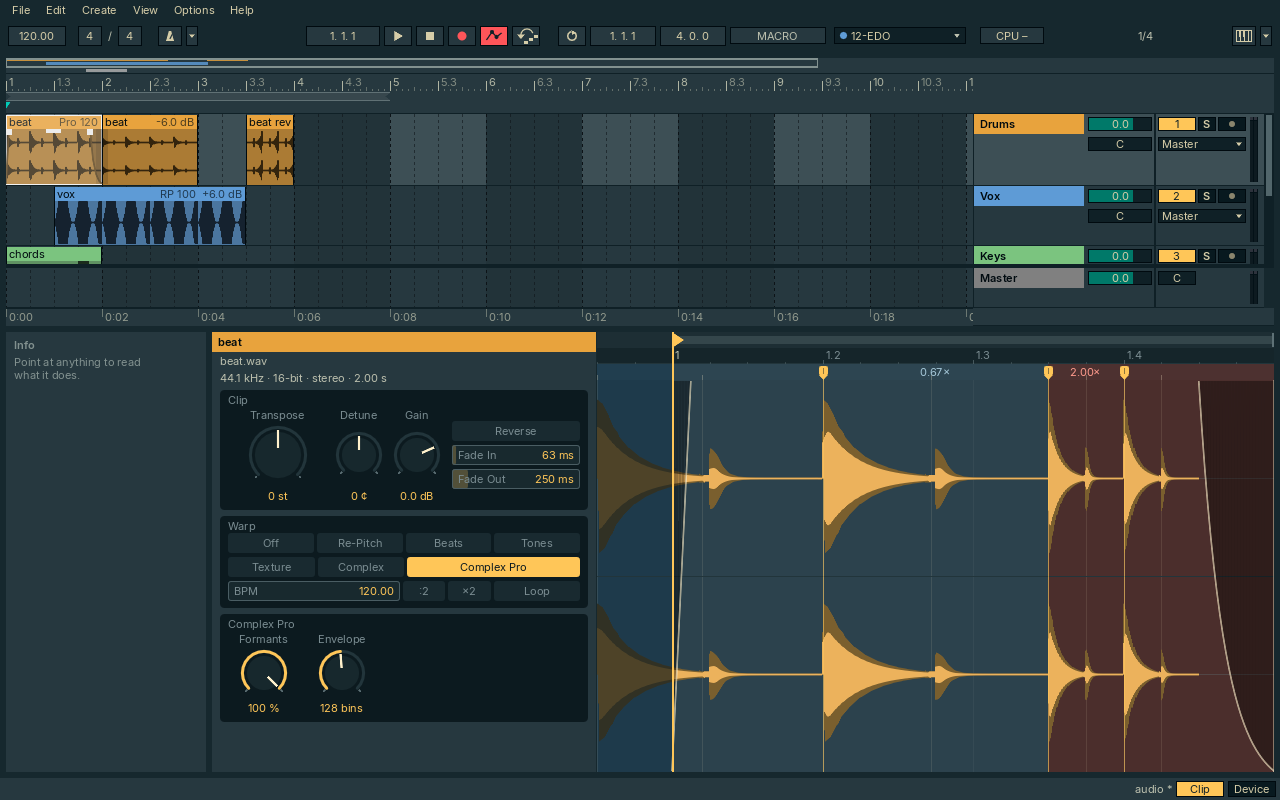 File Edit Create View Options Help
120.00 4 / 4 1. 1. 1 1. 1. 1 4. 0. 0 MACRO 12-EDO CPU – 1/4
1 1.3 2 2.3 3 3.3 4 4.3 5 5.3 6 6.3 7 7.3 8 8.3 9 9.3 10 10.3 1
beat Pro 120 beat -6.0 dB beat rev Drums 0.0 1 S
C Master
vox RP 100 +6.0 dB Vox 0.0 2 S
C Master
chords Keys 0.0 3 S
Master 0.0 C
0:00 0:02 0:04 0:06 0:08 0:10 0:12 0:14 0:16 0:18
Info
Point at anything to read
what it does.
beat
beat.wav
44.1 kHz · 16-bit · stereo · 2.00 s
Clip
Transpose Detune Gain
Reverse
Fade In 63 ms
Fade Out 250 ms
0 st 0 ¢ 0.0 dB
Warp
Off Re-Pitch Beats Tones
Texture Complex Complex Pro
BPM 120.00 :2 ×2 Loop
Complex Pro
Formants Envelope
100 % 128 bins
1 1.2 1.3 1.4
0.67× 2.00×
audio * Clip Device